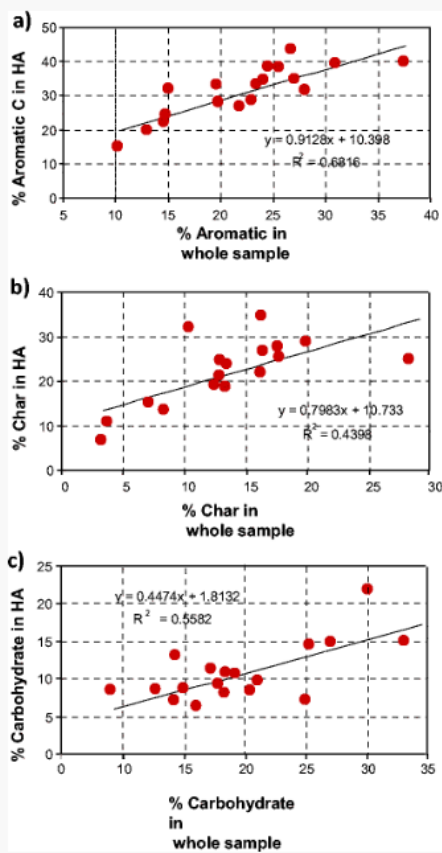 a)
% Aromatic C in HA
50
40
30
20
10
0
y = 0.9128x + 10.398
R² = 0.6816
5 10 15 20 25 30 35 40
% Aromatic in
whole sample
b)
% Char in HA
40
30
20
10
0
y = 0.7983x + 10.733
R² = 0.4398
0 5 10 15 20 25 30
% Char in
whole sample
c)
% Carbohydrate in HA
25
20
15
10
5
0
y = 0.4474x + 1.8132
R² = 0.5582
0 10 15 20 25 30 35
% Carbohydrate
in
whole sample